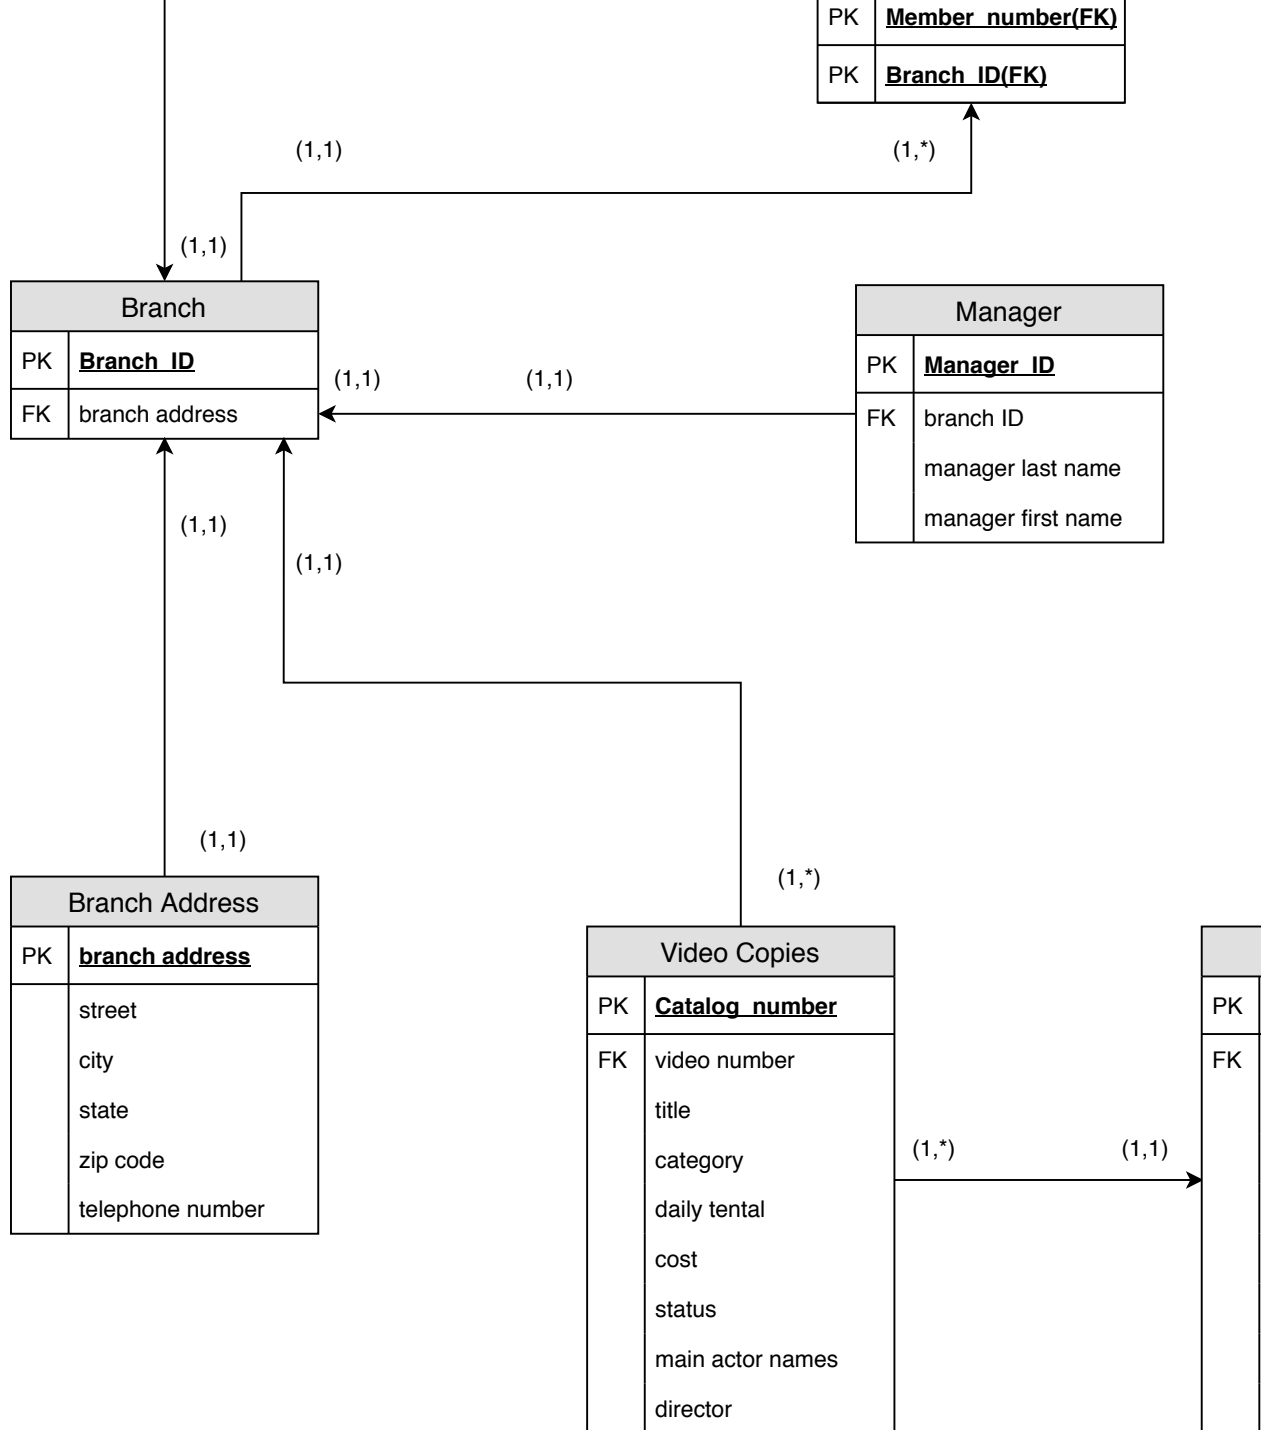 PK Member_number(FK)
PK Branch_ID(FK)
(1,1) (1,*)
(1,1)
Branch
PK Branch_ID
FK branch address
(1,1) (1,1)
Manager
PK Manager_ID
FK branch ID
manager last name
manager first name
(1,1)
(1,1)
(1,1)
(1,*)
Branch Address
PK branch address
street
city
state
zip code
telephone number
Video Copies
PK Catalog_number
FK video number
title
category
daily tental
cost
status
main actor names
director
(1,*) (1,1)
PK
FK